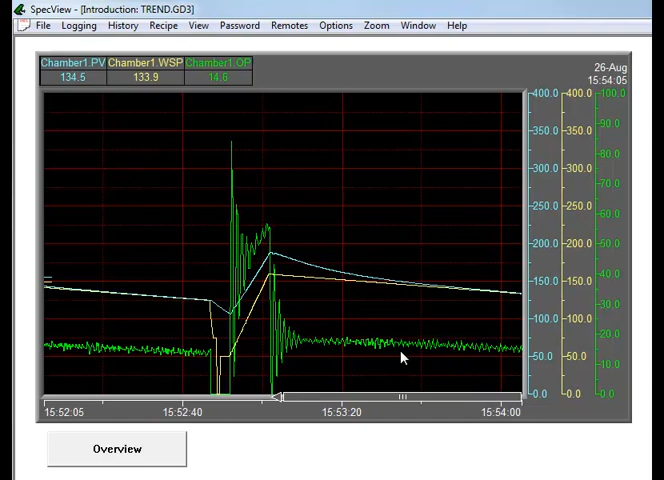 SpecView - [Introduction: TREND.GD3]
File Logging History Recipe View Password Remotes Options Zoom Window Help
Chamber1.PV Chamber1.WSP Chamber1.OP
134.5 133.9 14.6
26-Aug
15:54:05
400.0 400.0 100.0
90.0
350.0 350.0
80.0
300.0 300.0
70.0
250.0 250.0
60.0
200.0 200.0
50.0
40.0
150.0 150.0
30.0
100.0 100.0
20.0
50.0 50.0
10.0
0.0 0.0 0.0
15:52:05 15:52:40 15:53:20 15:54:00
Overview